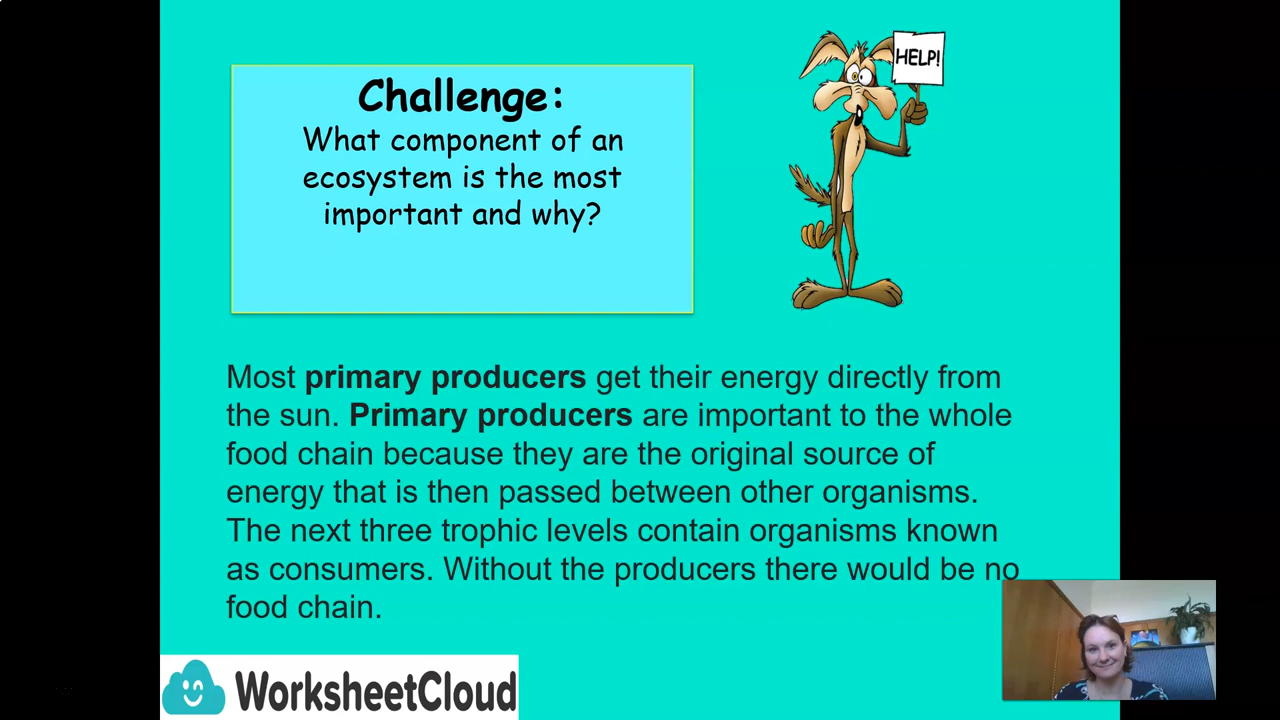 Challenge:
What component of an
ecosystem is the most
important and why?
HELP!
Most primary producers get their energy directly from
the sun. Primary producers are important to the whole
food chain because they are the original source of
energy that is then passed between other organisms.
The next three trophic levels contain organisms known
as consumers. Without the producers there would be no
food chain.
WorksheetCloud